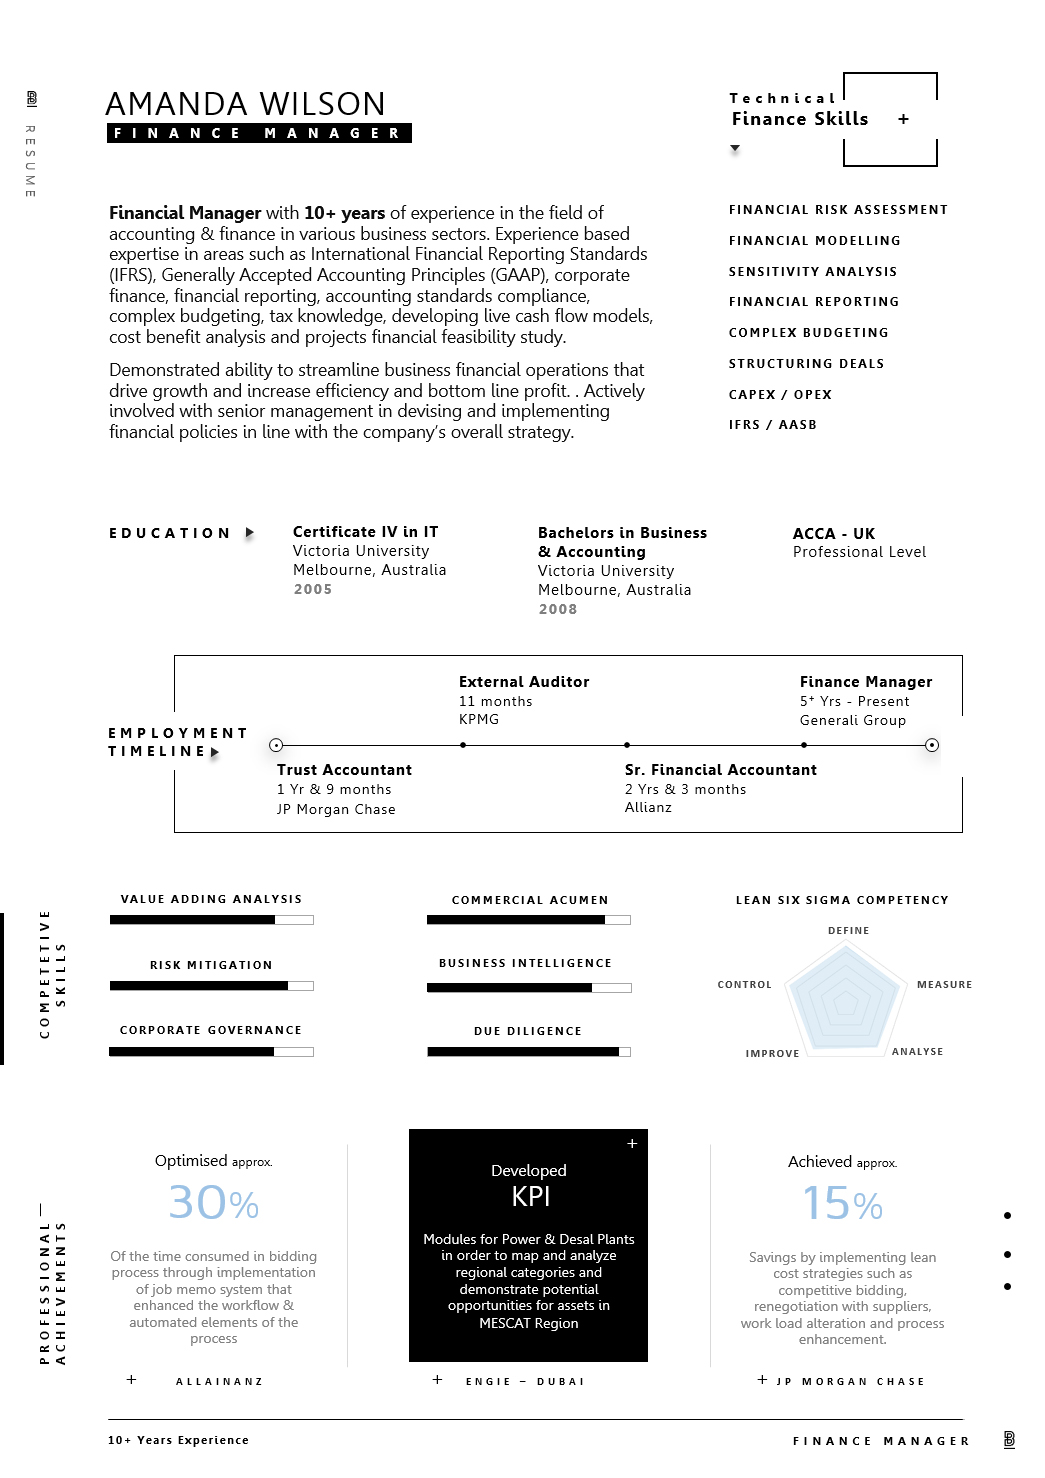 RESUME
AMANDA WILSON
FINANCE MANAGER
Technical
Finance Skills +
Financial Manager with 10+ years of experience in the field of
accounting & finance in various business sectors. Experience based
expertise in areas such as International Financial Reporting Standards
(IFRS), Generally Accepted Accounting Principles (GAAP), corporate
finance, financial reporting, accounting standards compliance,
complex budgeting, tax knowledge, developing live cash flow models,
cost benefit analysis and projects financial feasibility study.
Demonstrated ability to streamline business financial operations that
drive growth and increase efficiency and bottom line profit. . Actively
involved with senior management in devising and implementing
financial policies in line with the company's overall strategy.
FINANCIAL RISK ASSESSMENT
FINANCIAL MODELLING
SENSITIVITY ANALYSIS
FINANCIAL REPORTING
COMPLEX BUDGETING
STRUCTURING DEALS
CAPEX / OPEX
IFRS / AASB
EDUCATION
Certificate IV in IT
Victoria University
Melbourne, Australia
2005
Bachelors in Business
& Accounting
Victoria University
Melbourne, Australia
2008
ACCA - UK
Professional Level
EMPLOYMENT
TIMELINE
External Auditor
11 months
KPMG
Finance Manager
5⁺ Yrs - Present
Generali Group
Trust Accountant
1 Yr & 9 months
JP Morgan Chase
Sr. Financial Accountant
2 Yrs & 3 months
Allianz
COMPETETIVE
SKILLS
VALUE ADDING ANALYSIS
RISK MITIGATION
CORPORATE GOVERNANCE
COMMERCIAL ACUMEN
BUSINESS INTELLIGENCE
DUE DILIGENCE
LEAN SIX SIGMA COMPETENCY
DEFINE
CONTROL
MEASURE
IMPROVE
ANALYSE
PROFESSIONAL —
ACHIEVEMENTS
Optimised approx.
30%
Of the time consumed in bidding
process through implementation
of job memo system that
enhanced the workflow &
automated elements of the
process
+ ALLAINANZ
+
Developed
KPI
Modules for Power & Desal Plants
in order to map and analyze
regional categories and
demonstrate potential
opportunities for assets in
MESCAT Region
+ ENGIE – DUBAI
Achieved approx.
15%
Savings by implementing lean
cost strategies such as
competitive bidding,
renegotiation with suppliers,
work load alteration and process
enhancement.
+ JP MORGAN CHASE
10+ Years Experience
FINANCE MANAGER